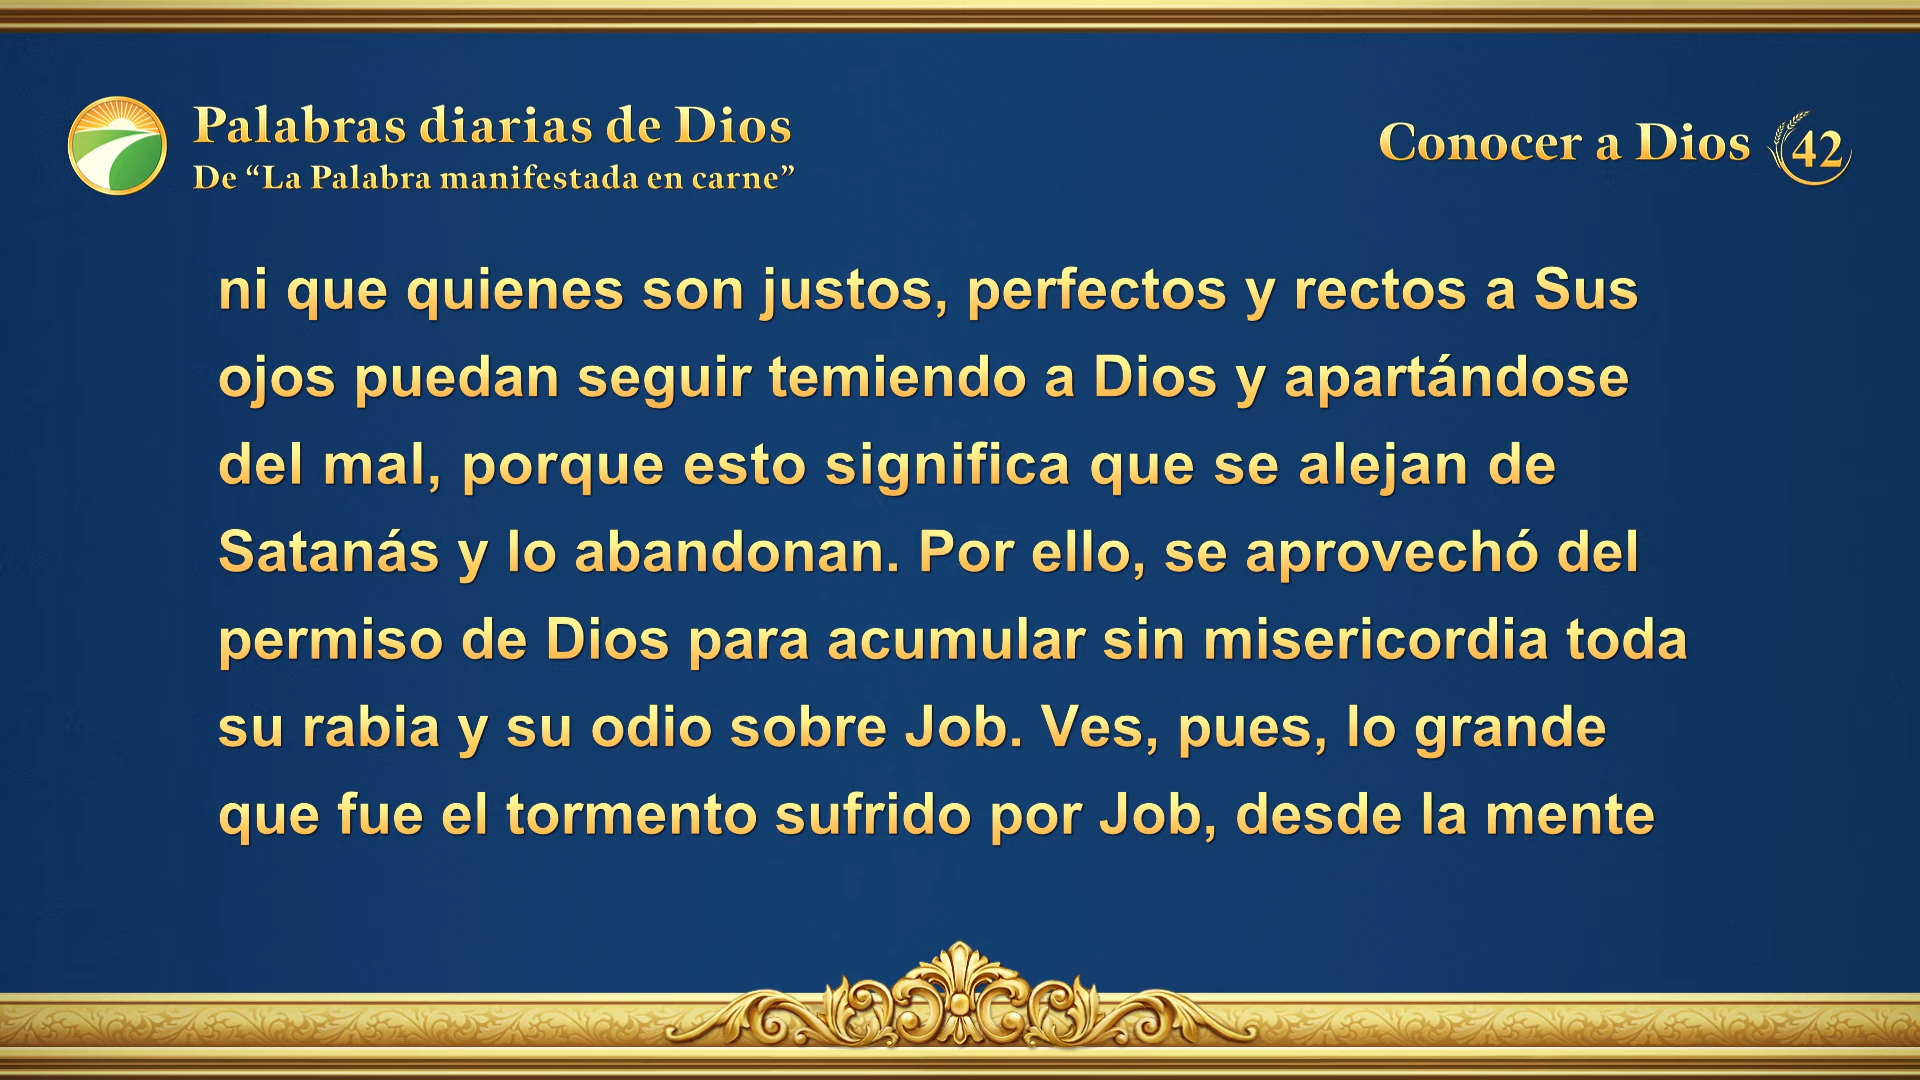 Palabras diarias de Dios
De “La Palabra manifestada en carne”
Conocer a Dios 42
ni que quienes son justos, perfectos y rectos a Sus
ojos puedan seguir temiendo a Dios y apartándose
del mal, porque esto significa que se alejan de
Satanás y lo abandonan. Por ello, se aprovechó del
permiso de Dios para acumular sin misericordia toda
su rabia y su odio sobre Job. Ves, pues, lo grande
que fue el tormento sufrido por Job, desde la mente